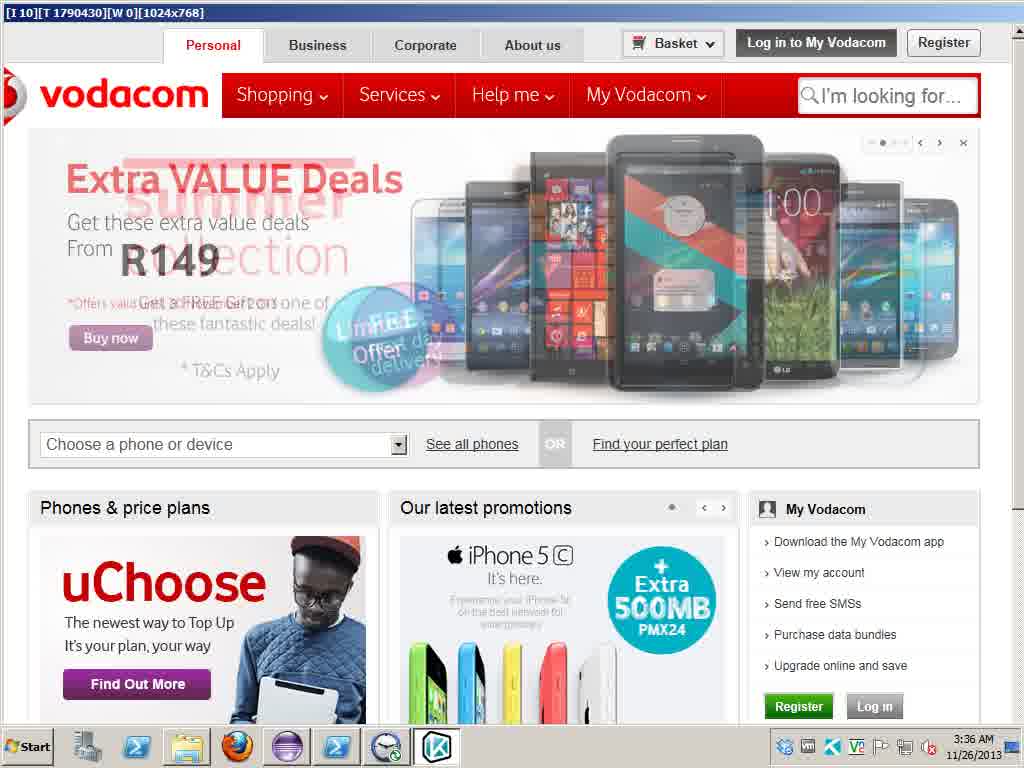 [I 10][T 1790430][W 0][1024x768]
Personal
Business
Corporate
About us
Basket
Log in to My Vodacom
Register
vodacom
Shopping
Services
Help me
My Vodacom
I'm looking for...
Extra VALUE Deals
summer
Get these extra value deals
From R149
collection
Get a FREE Gift on one of
these fantastic deals!
Buy now
* T&Cs Apply
Limited
Offer
FREE
delivery
1:00
LG
Choose a phone or device
See all phones
OR
Find your perfect plan
Phones & price plans
uChoose
The newest way to Top Up
It's your plan, your way
Find Out More
Our latest promotions
iPhone 5C
It's here.
Experience your iPhone 5c
on the best network for
smartphones
+
Extra
500MB
PMX24
My Vodacom
Download the My Vodacom app
View my account
Send free SMSs
Purchase data bundles
Upgrade online and save
Register
Log in
Start
3:36 AM
11/26/2013